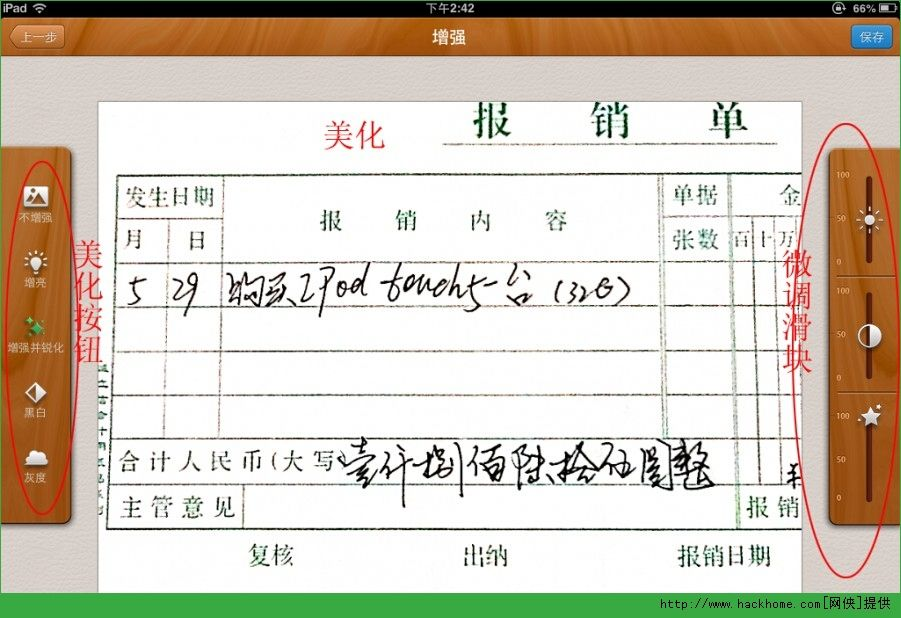 iPad 下午2:42 66%
上一步 增强 保存
美化 报销单
发生日期 报销内容 单据 金
月 日 张数 百十万
5 29 购买IPod touch5一台(32G)
合计人民币(大写) 壹仟捌佰陆拾伍圆整
主管意见 报销
复核 出纳 报销日期
不增强
增亮
增强并锐化
黑白
灰度
美化按钮
微调滑块
100
50
0
100
50
0
100
50
0
http://www.hackhome.com[网侠]提供